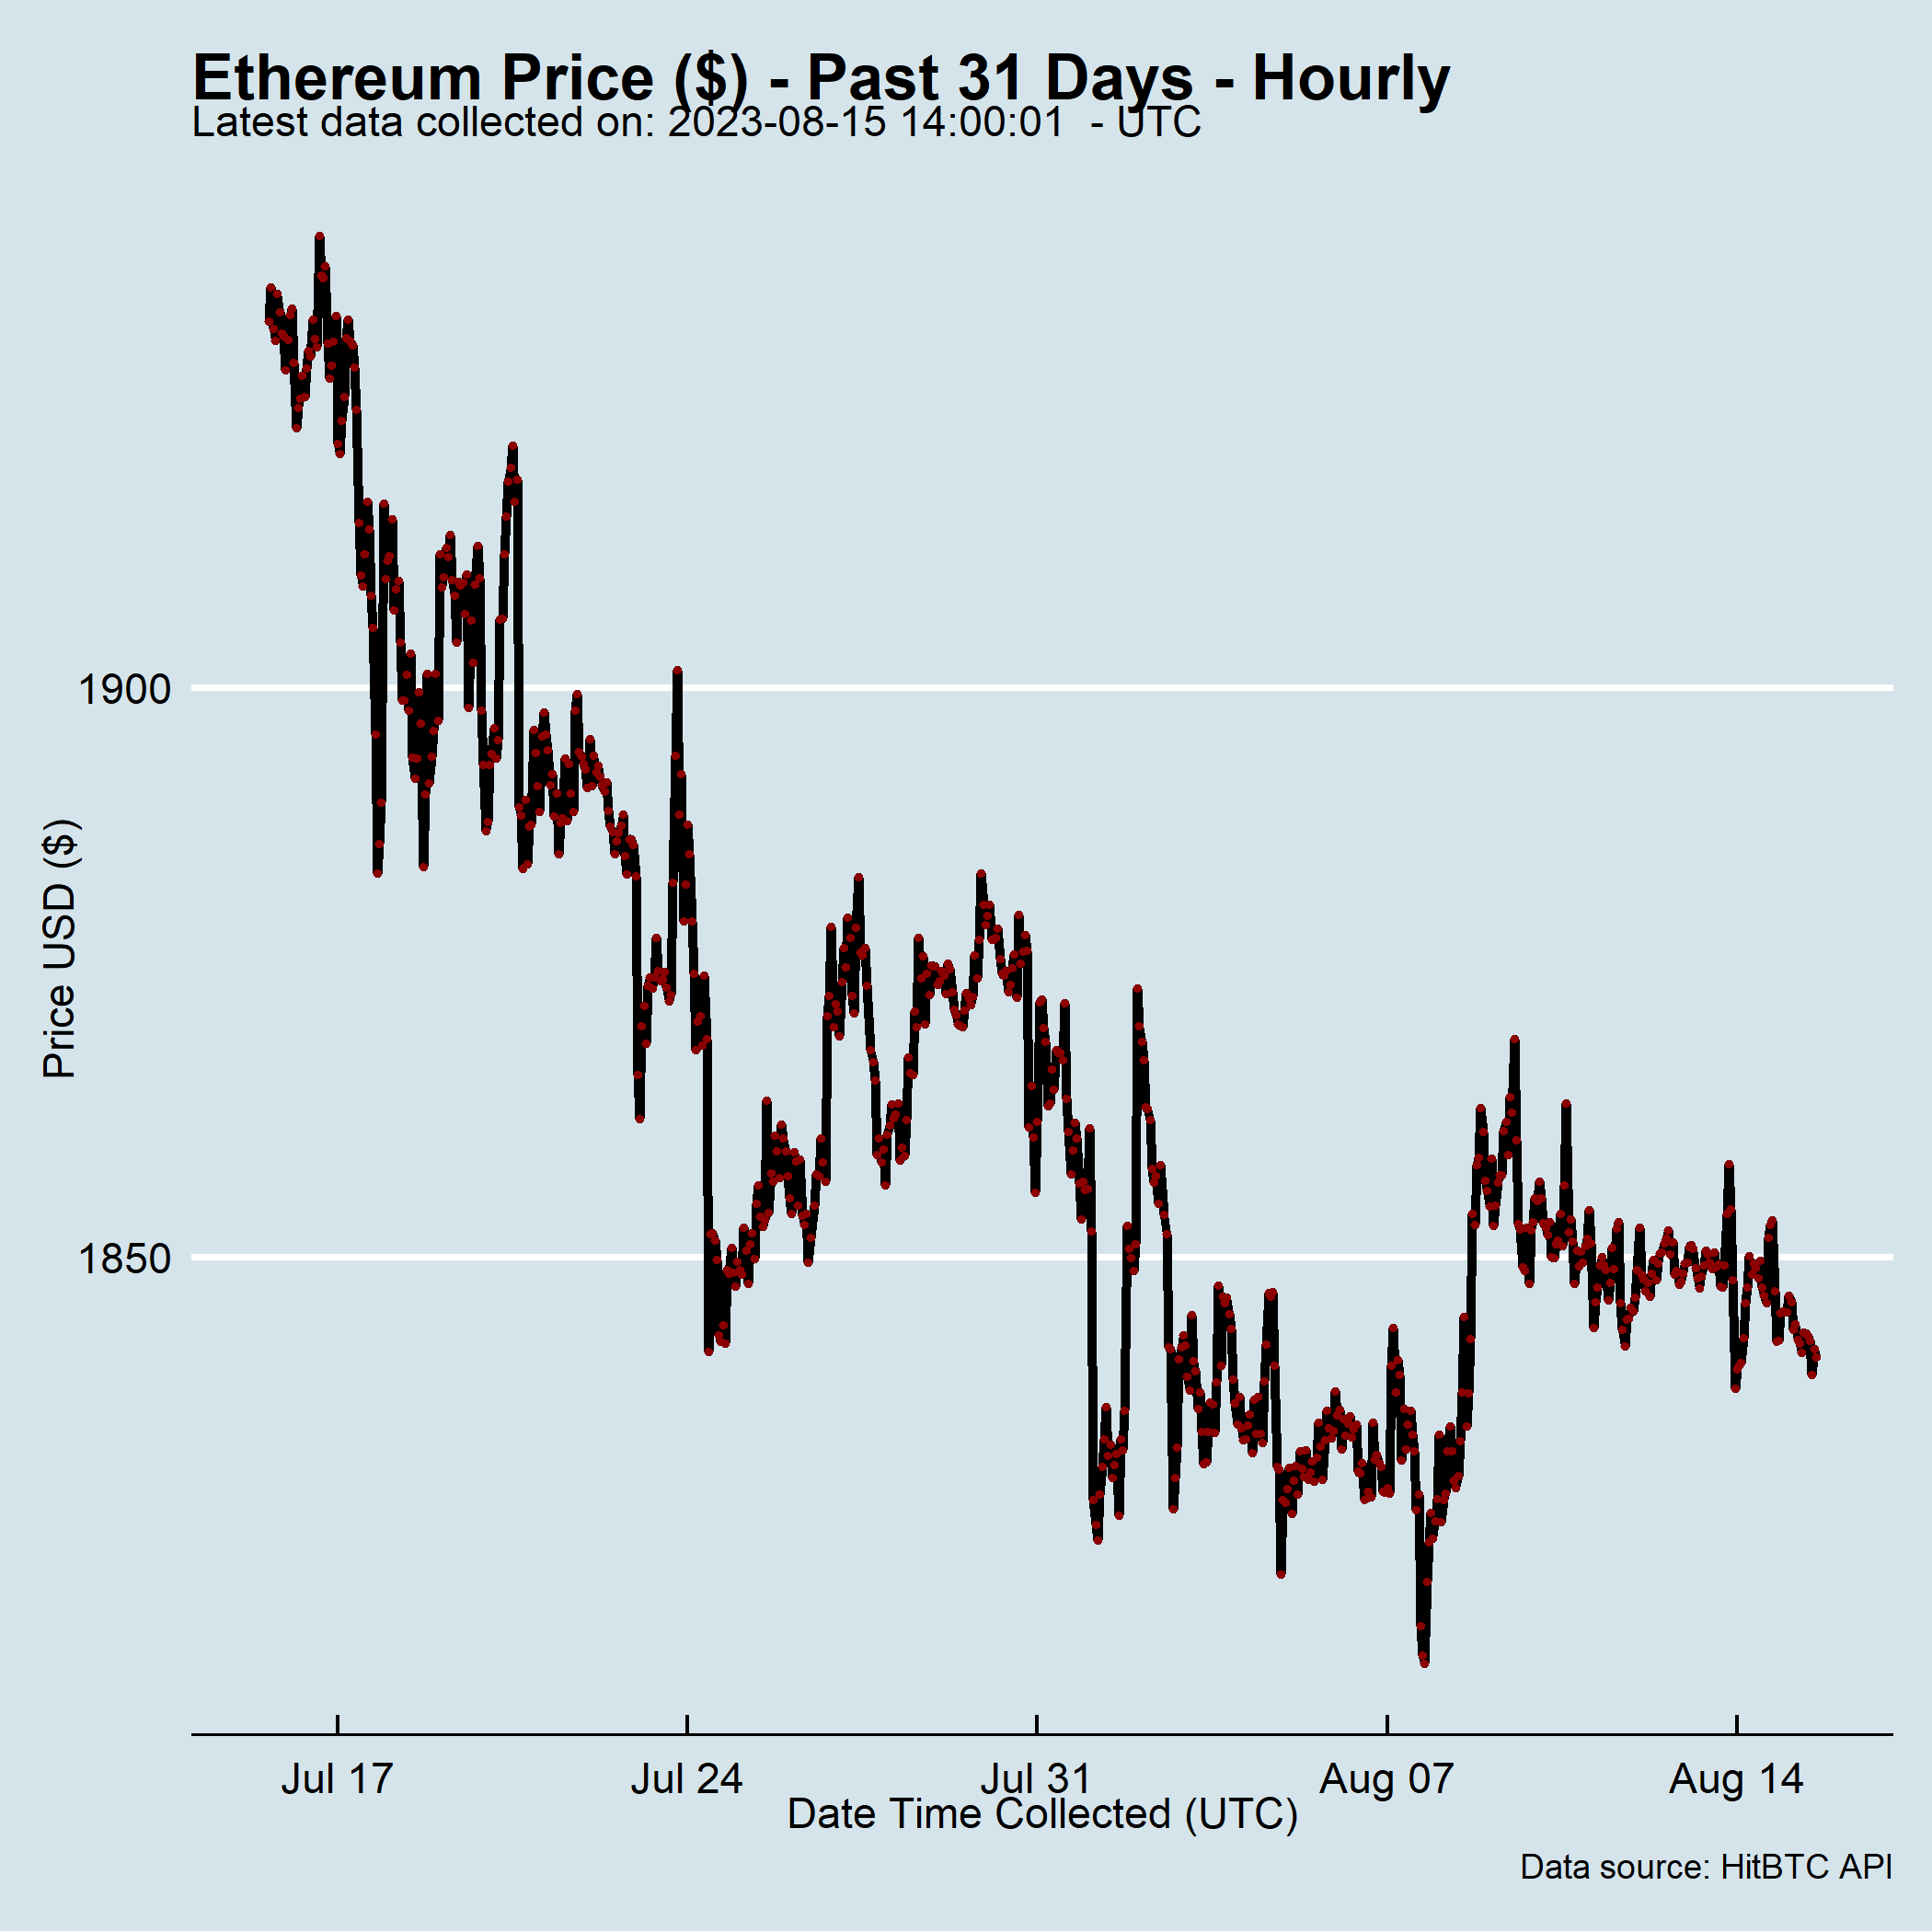 Ethereum Price ($) - Past 31 Days - Hourly
Latest data collected on: 2023-08-15 14:00:01  - UTC
Price USD ($)
1900
1850
Jul 17
Jul 24
Jul 31
Aug 07
Aug 14
Date Time Collected (UTC)
Data source: HitBTC API